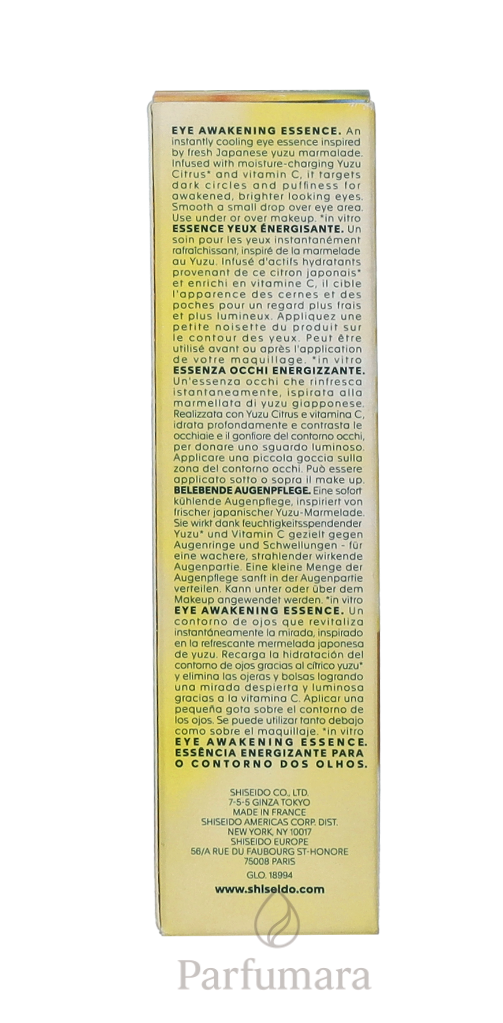 EYE AWAKENING ESSENCE. An
instantly cooling eye essence inspired
by fresh Japanese yuzu marmalade.
Infused with moisture-charging Yuzu
Citrus* and vitamin C, it targets
dark circles and puffiness for
awakened, brighter looking eyes.
Smooth a small drop over eye area.
Use under or over makeup. *in vitro
ESSENCE YEUX ÉNERGISANTE. Un
soin pour les yeux instantanément
rafraîchissant, inspiré de la marmelade
au Yuzu. Infusé d'actifs hydratants
provenant de ce citron japonais*
et enrichi en vitamine C, il cible
l'apparence des cernes et des
poches pour un regard plus frais
et plus lumineux. Appliquez une
petite noisette du produit sur
le contour des yeux. Peut être
utilisé avant ou après l'application
de votre maquillage. *in vitro
ESSENZA OCCHI ENERGIZZANTE.
Un'essenza occhi che rinfresca
istantaneamente, ispirata alla
marmellata di yuzu giapponese.
Realizzata con Yuzu Citrus e vitamina C,
idrata profondamente e contrasta le
occhiaie e il gonfiore del contorno occhi,
per donare uno sguardo luminoso.
Applicare una piccola goccia sulla
zona del contorno occhi. Può essere
applicato sotto o sopra il make up.
BELEBENDE AUGENPFLEGE. Eine sofort
kühlende Augenpflege, inspiriert von
frischer japanischer Yuzu-Marmelade.
Sie wirkt dank feuchtigkeitsspendender
Yuzu* und Vitamin C gezielt gegen
Augenringe und Schwellungen - für
eine wachere, strahlender wirkende
Augenpartie. Eine kleine Menge der
Augenpflege sanft in der Augenpartie
verteilen. Kann unter oder über dem
Makeup angewendet werden. *in vitro
EYE AWAKENING ESSENCE. Un
contorno de ojos que revitaliza
instantáneamente la mirada, inspirado
en la refrescante mermelada japonesa
de yuzu. Recarga la hidratación del
contorno de ojos gracias al cítrico yuzu*
y elimina las ojeras y bolsas logrando
una mirada despierta y luminosa
gracias a la vitamina C. Aplicar una
pequeña gota sobre el contorno de
los ojos. Se puede utilizar tanto debajo
como sobre el maquillaje. *in vitro
EYE AWAKENING ESSENCE.
ESSÊNCIA ENERGIZANTE PARA
O CONTORNO DOS OLHOS.
SHISEIDO CO., LTD.
7-5-5 GINZA TOKYO
MADE IN FRANCE
SHISEIDO AMERICAS CORP. DIST.
NEW YORK, NY 10017
SHISEIDO EUROPE
56/A RUE DU FAUBOURG ST-HONORE
75008 PARIS
GLO. 18994
www.shiseido.com
Parfumara